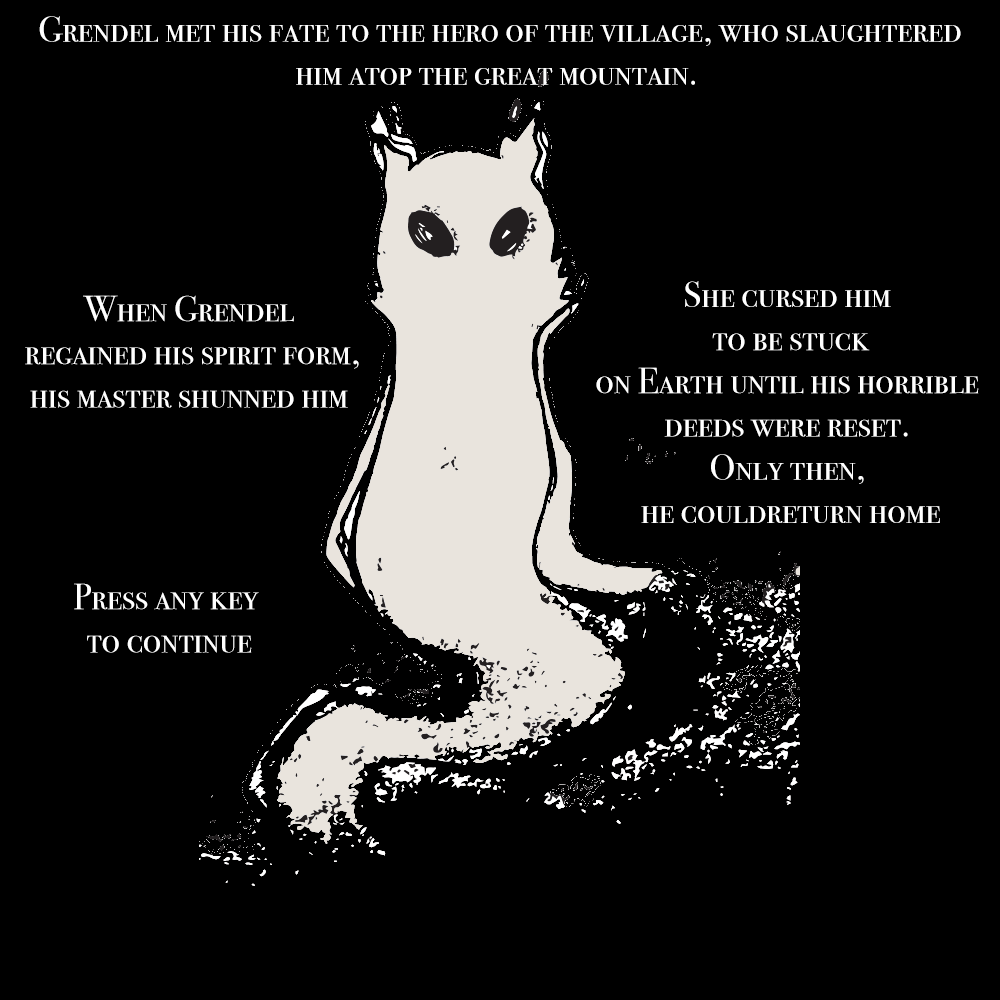 Grendel met his fate to the hero of the village, who slaughtered
him atop the great mountain.
When Grendel
regained his spirit form,
his master shunned him
She cursed him
to be stuck
on Earth until his horrible
deeds were reset.
Only then,
he couldreturn home
Press any key
to continue